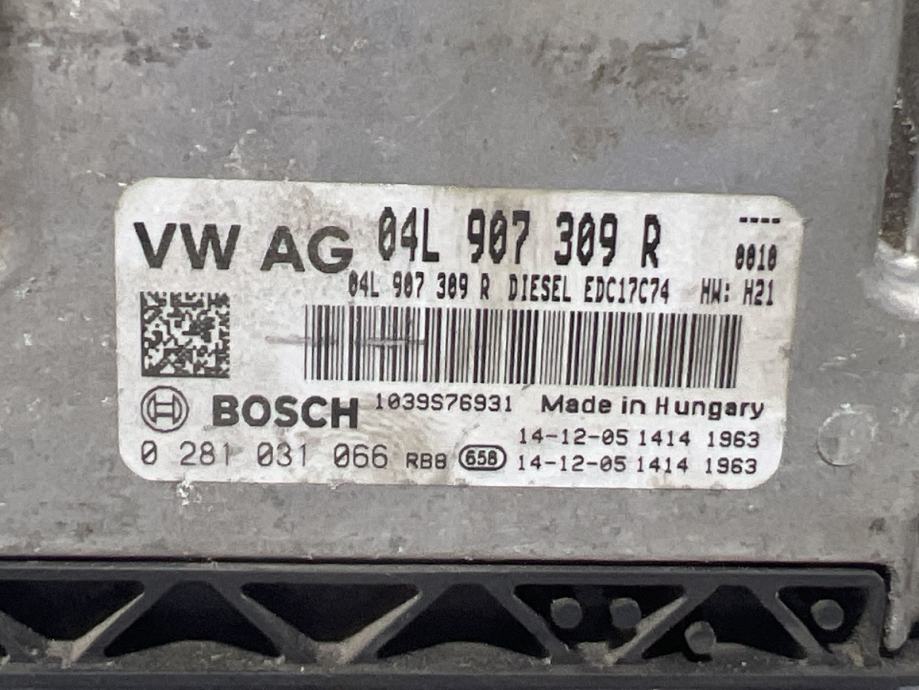 VW AG 04L 907 309 R ----
0010
04L 907 309 R DIESEL EDC17C74 HW: H21
BOSCH 1039S76931 Made in Hungary
14-12-05 1414 1963
0 281 031 066 RB8 658 14-12-05 1414 1963